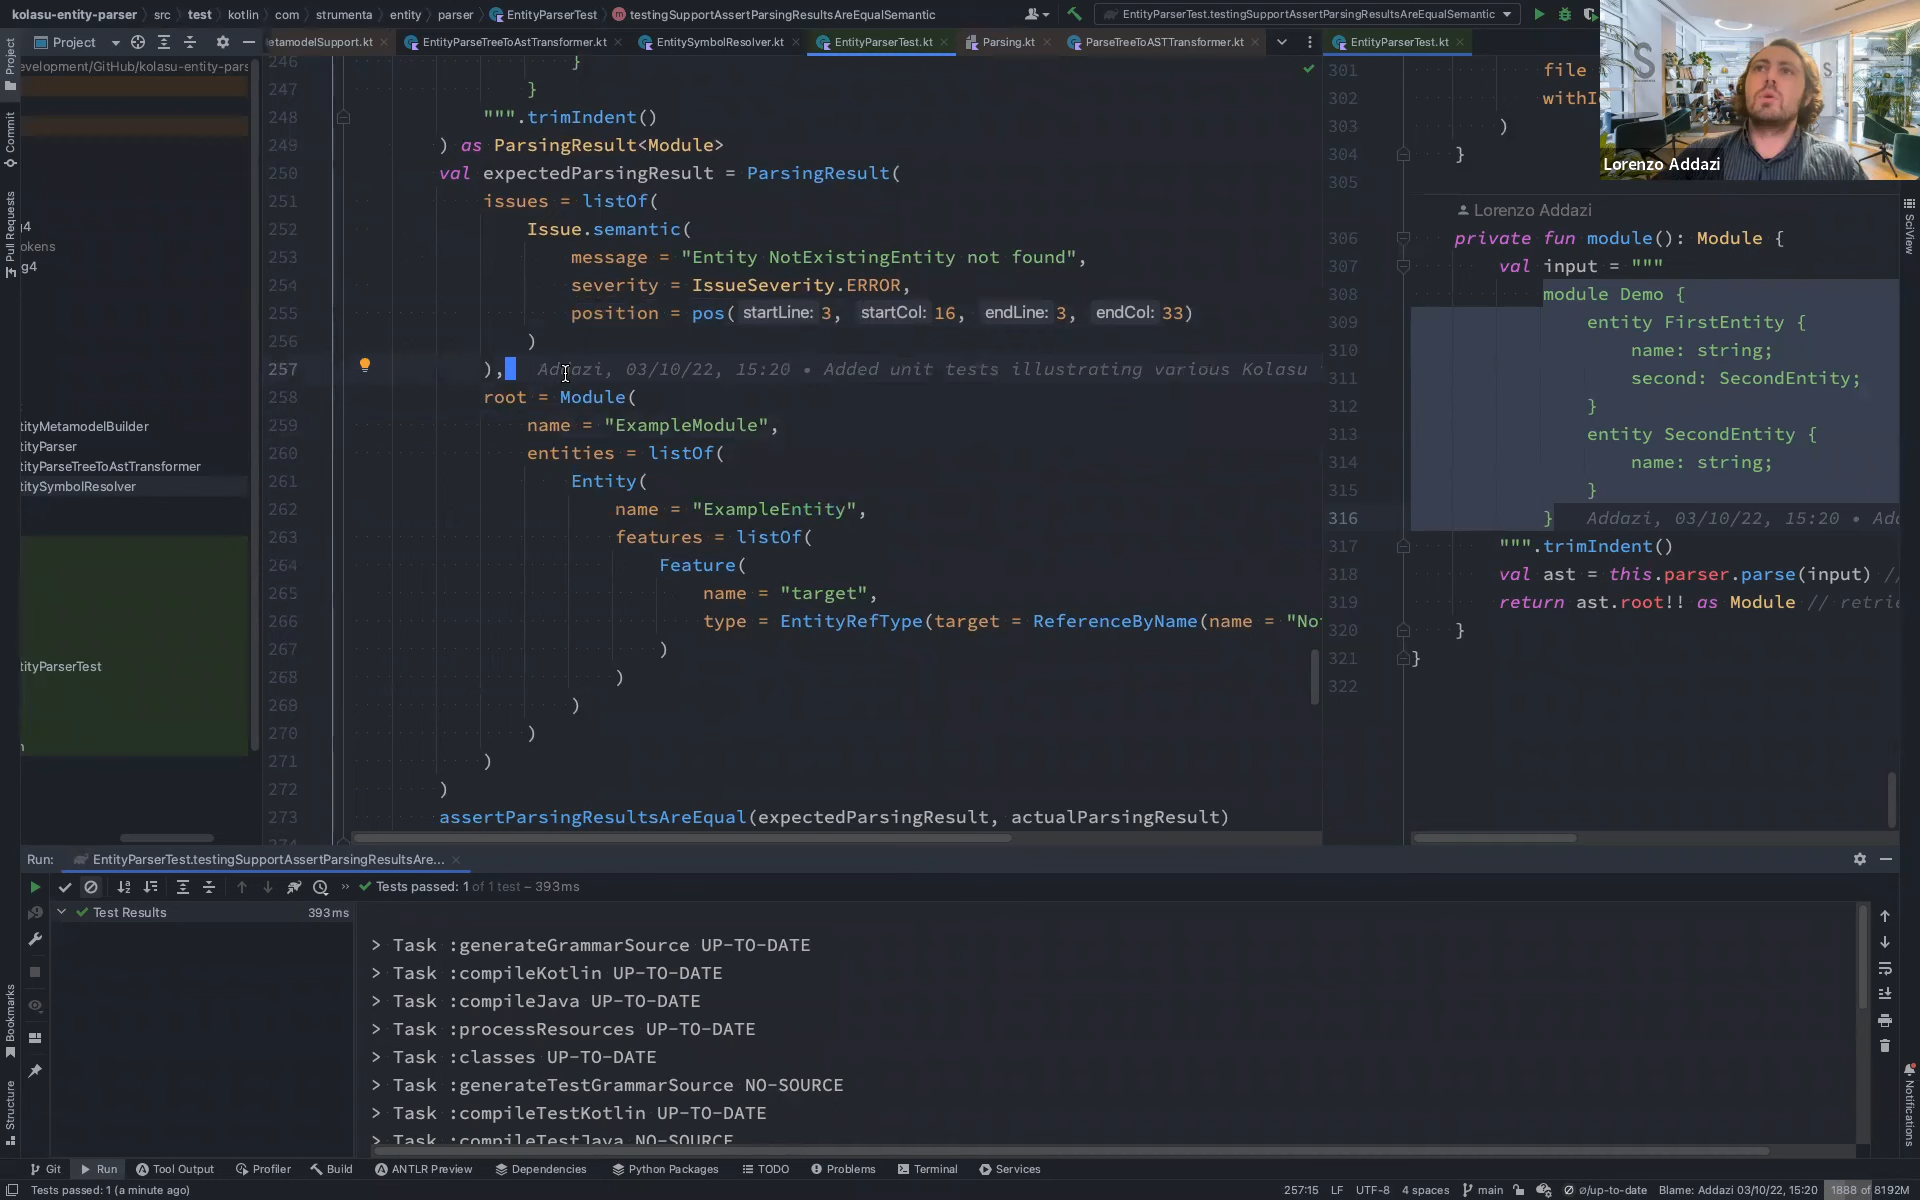 kolasu-entity-parser src test kotlin com strumenta entity parser EntityParserTest testingSupportAssertParsingResultsAreEqualSemantic EntityParserTest.testingSupportAssertParsingResultsAreEqualSemantic
Project etamodelSupport.kt EntityParseTreeToAstTransformer.kt EntitySymbolResolver.kt EntityParserTest.kt Parsing.kt ParseTreeToASTTransformer.kt EntityParserTest.kt
evelopment/GitHub/kolasu-entity-pars
g4
okens
g4
tityMetamodelBuilder
tityParser
tityParseTreeToAstTransformer
titySymbolResolver
tityParserTest
n
Project
Commit
Pull Requests
Bookmarks
Structure
246 }
247 }
248 """.trimIndent()
249 ) as ParsingResult<Module>
250 val expectedParsingResult = ParsingResult(
251 issues = listOf(
252 Issue.semantic(
253 message = "Entity NotExistingEntity not found",
254 severity = IssueSeverity.ERROR,
255 position = pos( startLine: 3, startCol: 16, endLine: 3, endCol: 33)
256 )
257 ), Addazi, 03/10/22, 15:20 • Added unit tests illustrating various Kolasu
258 root = Module(
259 name = "ExampleModule",
260 entities = listOf(
261 Entity(
262 name = "ExampleEntity",
263 features = listOf(
264 Feature(
265 name = "target",
266 type = EntityRefType(target = ReferenceByName(name = "No
267 )
268 )
269 )
270 )
271 )
272 )
273 assertParsingResultsAreEqual(expectedParsingResult, actualParsingResult)
274
301 file
302 withI
303 )
304 }
305
Lorenzo Addazi
306 private fun module(): Module {
307 val input = """
308 module Demo {
309 entity FirstEntity {
310 name: string;
311 second: SecondEntity;
312 }
313 entity SecondEntity {
314 name: string;
315 }
316 } Addazi, 03/10/22, 15:20 • Ad
317 """.trimIndent()
318 val ast = this.parser.parse(input) //
319 return ast.root!! as Module // retri
320 }
321 }
322
Lorenzo Addazi
SciView
Notifications
Run: EntityParserTest.testingSupportAssertParsingResultsAre...
Tests passed: 1 of 1 test – 393ms
Test Results 393 ms
> Task :generateGrammarSource UP-TO-DATE
> Task :compileKotlin UP-TO-DATE
> Task :compileJava UP-TO-DATE
> Task :processResources UP-TO-DATE
> Task :classes UP-TO-DATE
> Task :generateTestGrammarSource NO-SOURCE
> Task :compileTestKotlin UP-TO-DATE
> Task :compileTestJava NO-SOURCE
Git Run Tool Output Profiler Build ANTLR Preview Dependencies Python Packages TODO Problems Terminal Services
Tests passed: 1 (a minute ago) 257:15 LF UTF-8 4 spaces main ∅/up-to-date Blame: Addazi 03/10/22, 15:20 1888 of 8192M